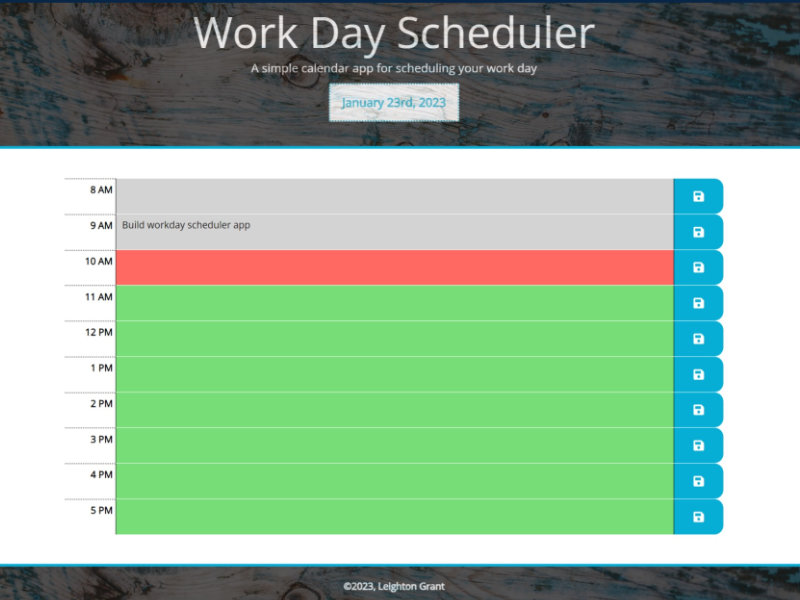 Work Day Scheduler
A simple calendar app for scheduling your work day
January 23rd, 2023
8 AM
9 AM Build workday scheduler app
10 AM
11 AM
12 PM
1 PM
2 PM
3 PM
4 PM
5 PM
©2023, Leighton Grant